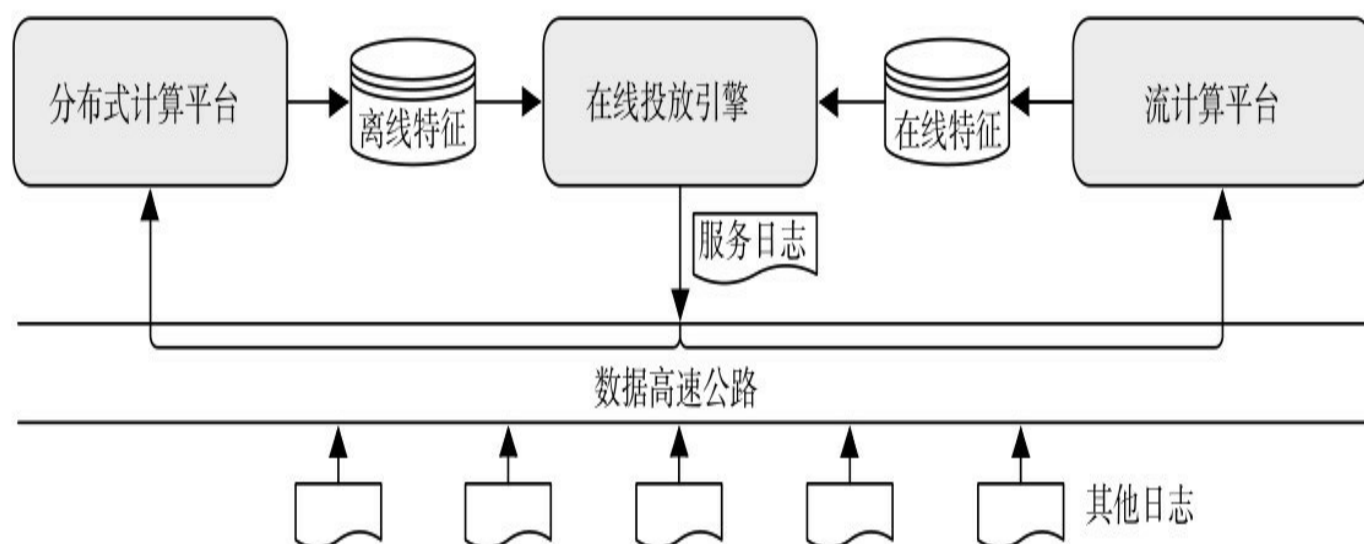 分布式计算平台
离线特征
在线投放引擎
在线特征
流计算平台
服务日志
数据高速公路
其他日志